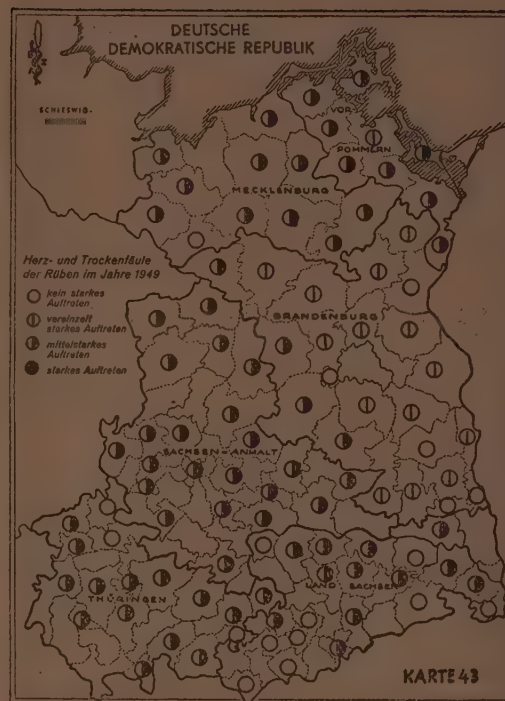 DEUTSCHE
DEMOKRATISCHE REPUBLIK
N
SCHLESWIG-
VOR-
POMMERN
MECKLENBURG
Herz- und Trockenfäule
der Rüben im Jahre 1949
kein starkes
Auftreten
vereinzelt
starkes Auftreten
mittelstarkes
Auftreten
starkes Auftreten
BRANDENBURG
SACHSEN-ANHALT
THÜRINGEN
LAND SACHSEN
KARTE 43